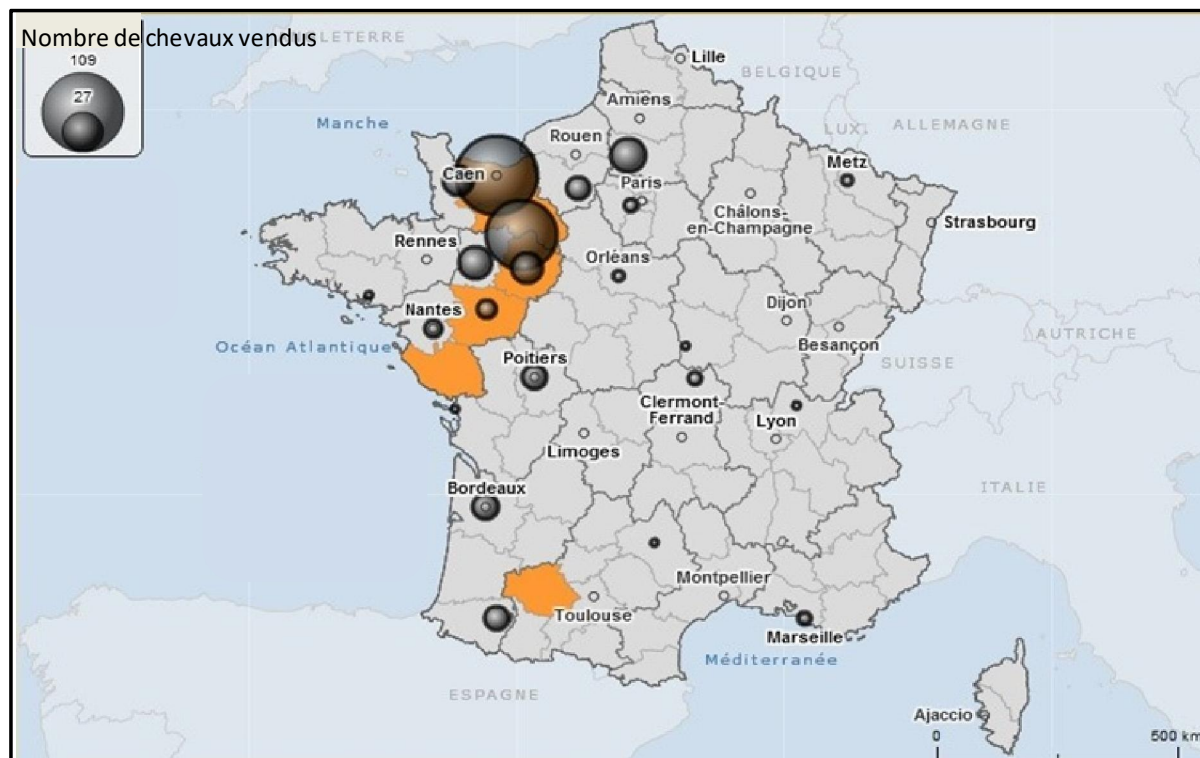 Nombre de chevaux vendus
109
27
ANGLETERRE
Lille
BELGIQUE
Amiens
Manche
LUX.
ALLEMAGNE
Rouen
Metz
Caen
Paris
Châlons-
en-Champagne
Strasbourg
Rennes
Orléans
Dijon
Nantes
AUTRICHE
Océan Atlantique
Besançon
Poitiers
SUISSE
Clermont-
Ferrand
Lyon
Limoges
Bordeaux
ITALIE
Montpellier
Toulouse
Marseille
Méditerranée
ESPAGNE
Ajaccio
0
500 km